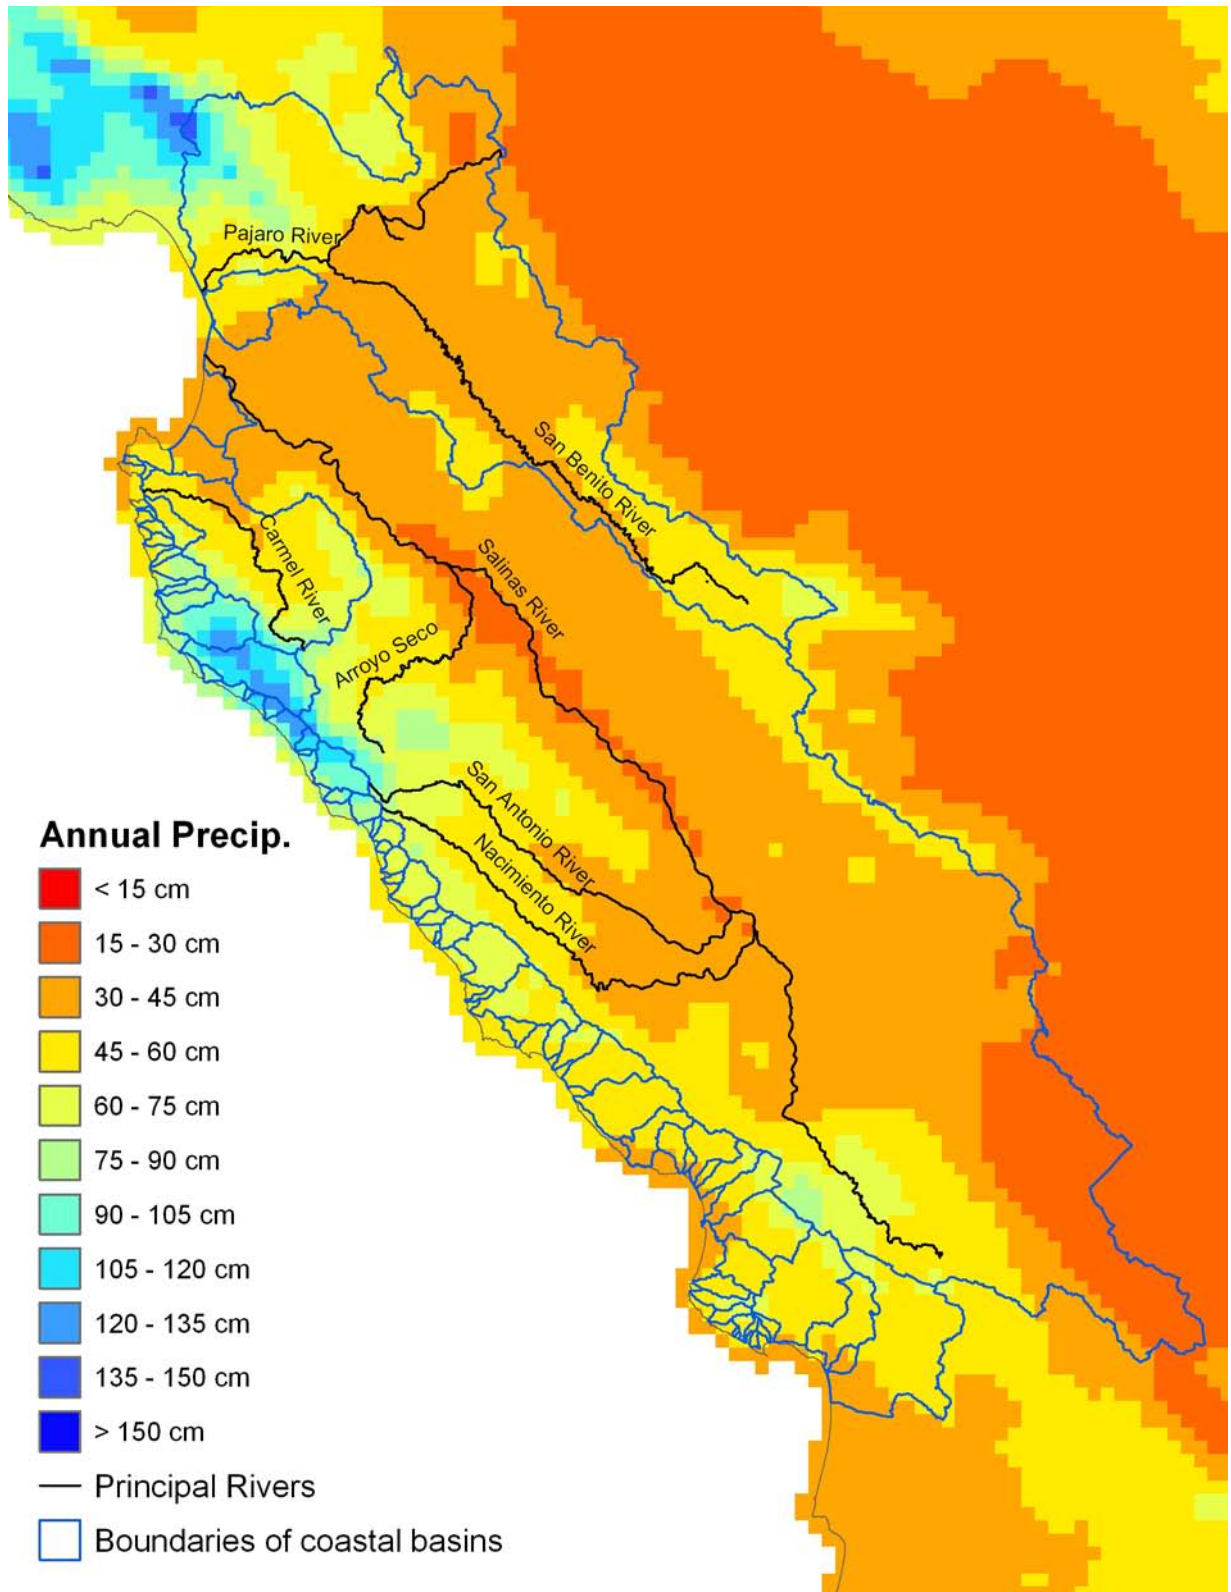 Pajaro River
San Benito River
Carmel River
Salinas River
Arroyo Seco
San Antonio River
Nacimiento River
Annual Precip.
< 15 cm
15 - 30 cm
30 - 45 cm
45 - 60 cm
60 - 75 cm
75 - 90 cm
90 - 105 cm
105 - 120 cm
120 - 135 cm
135 - 150 cm
> 150 cm
Principal Rivers
Boundaries of coastal basins